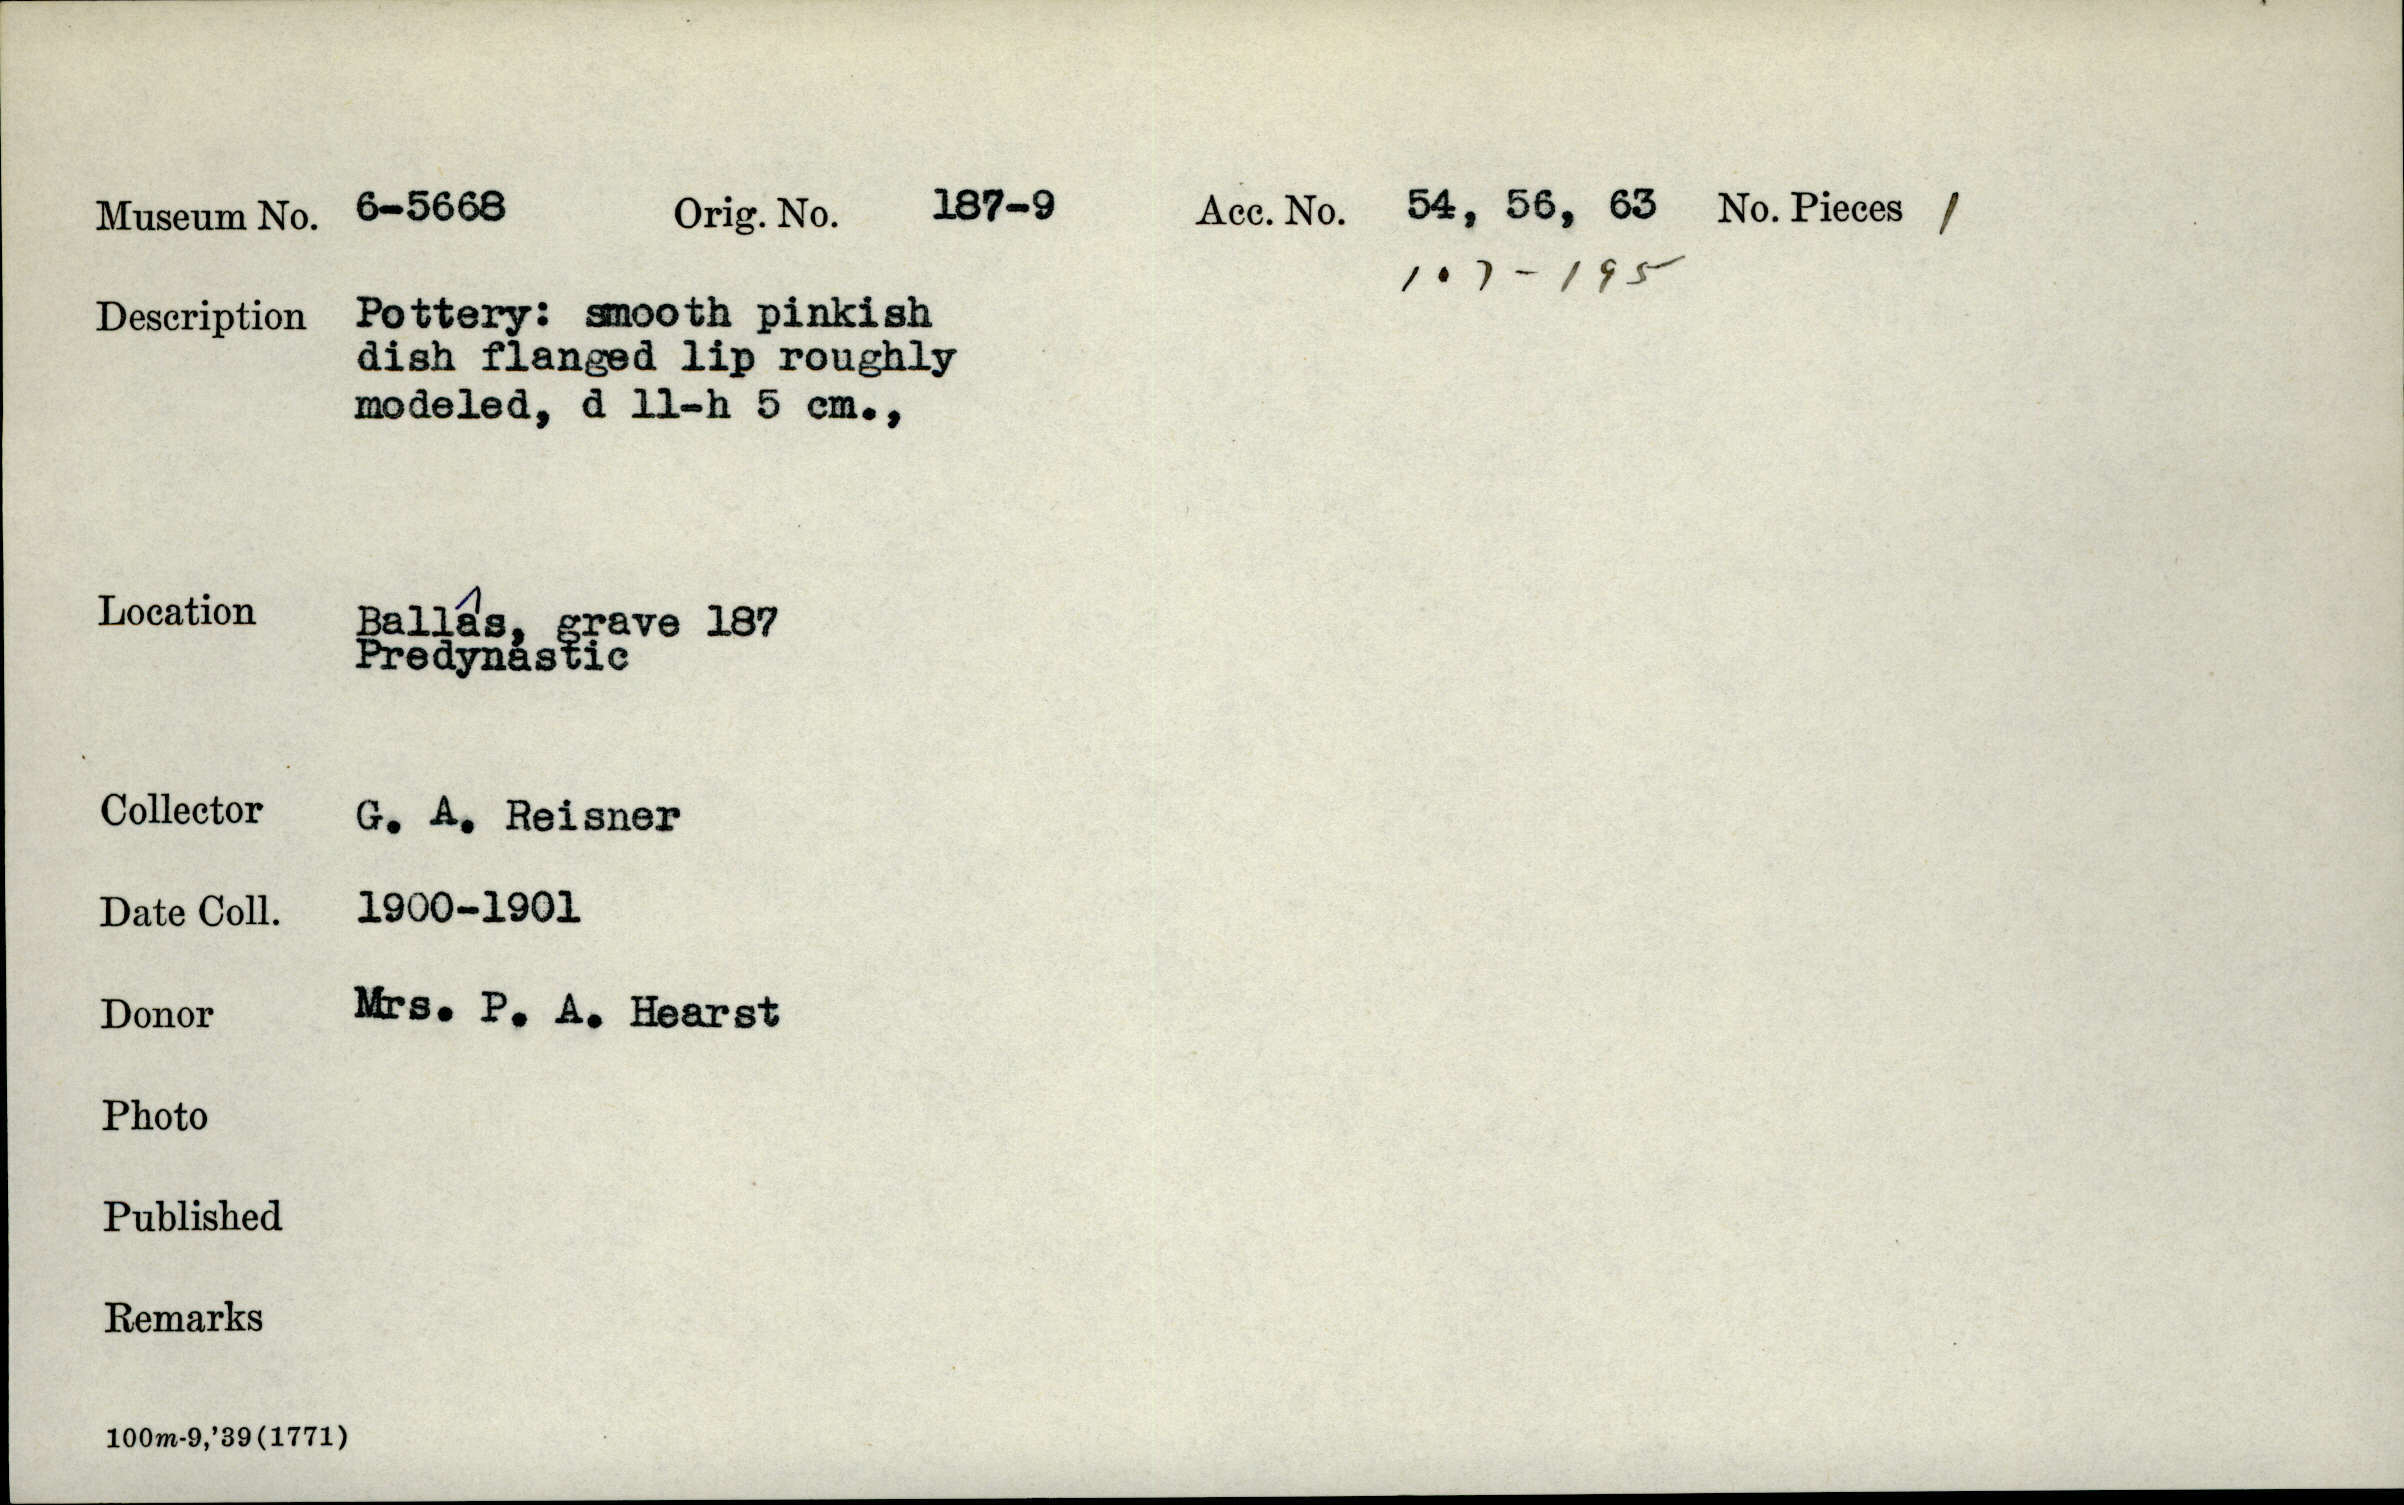 Museum No. 6-5668 Orig. No. 187-9 Acc. No. 54, 56, 63 No. Pieces 1
107-195
Description Pottery: smooth pinkish
dish flanged lip roughly
modeled, d 11-h 5 cm.,
Location Ballâs, grave 187
Predynastic
Collector G. A. Reisner
Date Coll. 1900-1901
Donor Mrs. P. A. Hearst
Photo
Published
Remarks
100m-9,'39(1771)